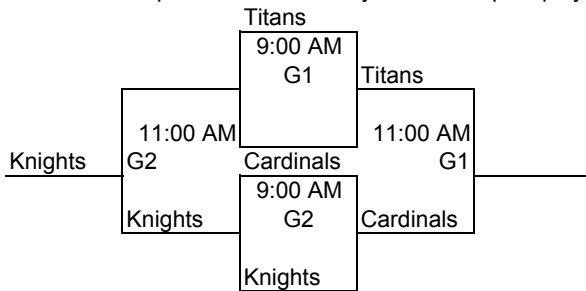 Titans
9:00 AM
G1
Titans
11:00 AM
11:00 AM
Knights
G2
Cardinals
G1
9:00 AM
Knights
G2
Cardinals
Knights